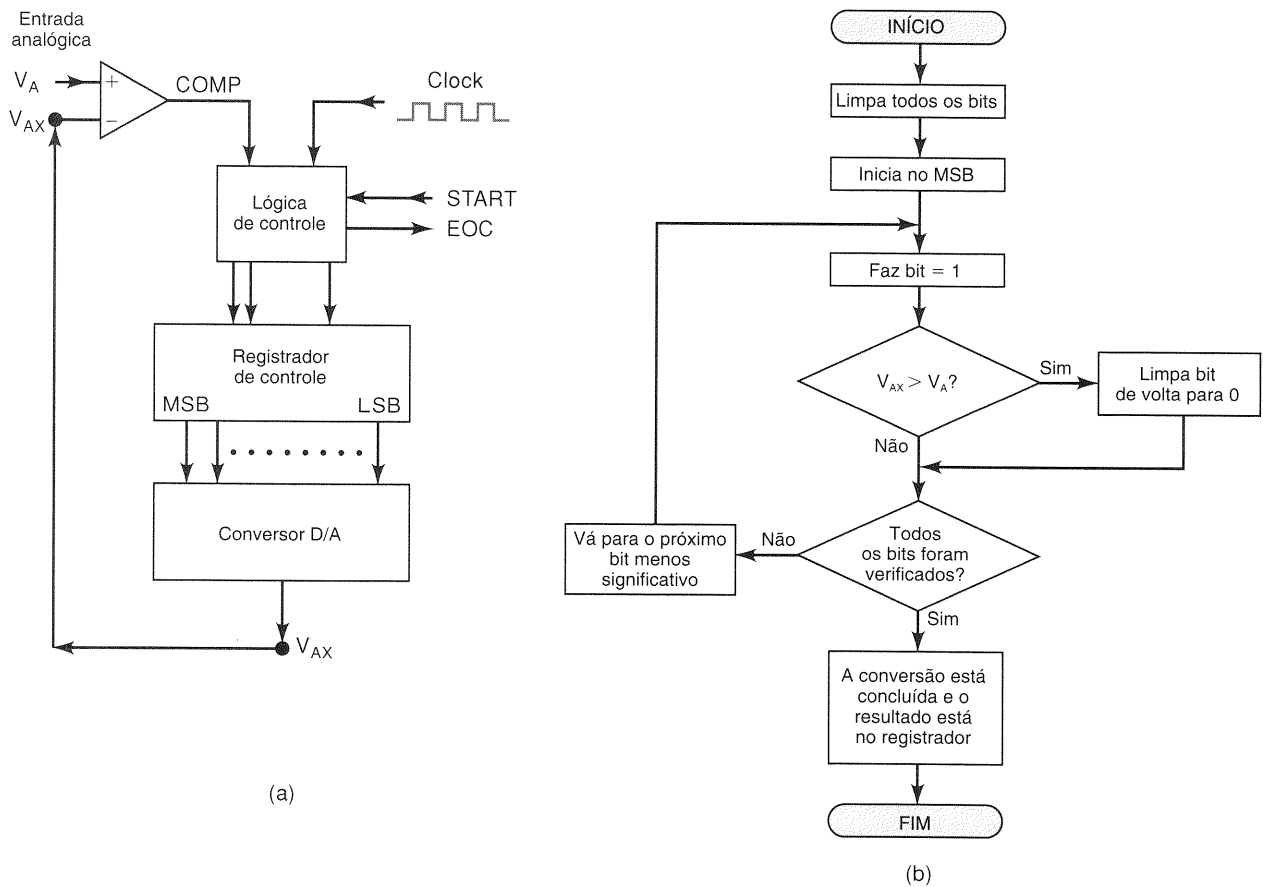 Entrada
analógica
V_A
+
COMP
Clock
V_AX
−
Lógica
de controle
START
EOC
Registrador
de controle
MSB
LSB
Conversor D/A
V_AX
(a)
INÍCIO
Limpa todos os bits
Inicia no MSB
Faz bit = 1
V_AX > V_A?
Sim
Limpa bit
de volta para 0
Não
Todos
os bits foram
verificados?
Não
Vá para o próximo
bit menos
significativo
Sim
A conversão está
concluída e o
resultado está
no registrador
FIM
(b)